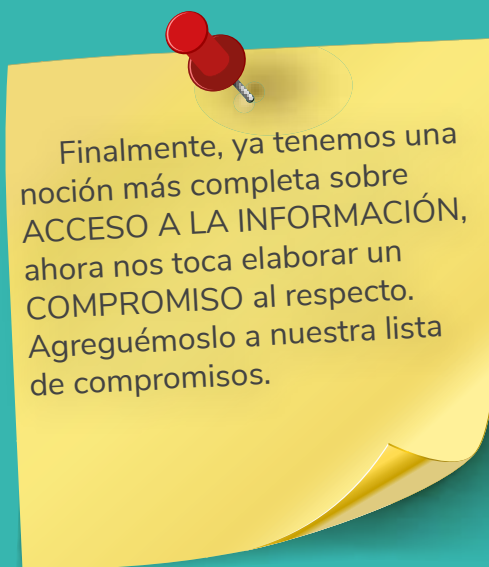 Finalmente, ya tenemos una
noción más completa sobre
ACCESO A LA INFORMACIÓN,
ahora nos toca elaborar un
COMPROMISO al respecto.
Agreguémoslo a nuestra lista
de compromisos.